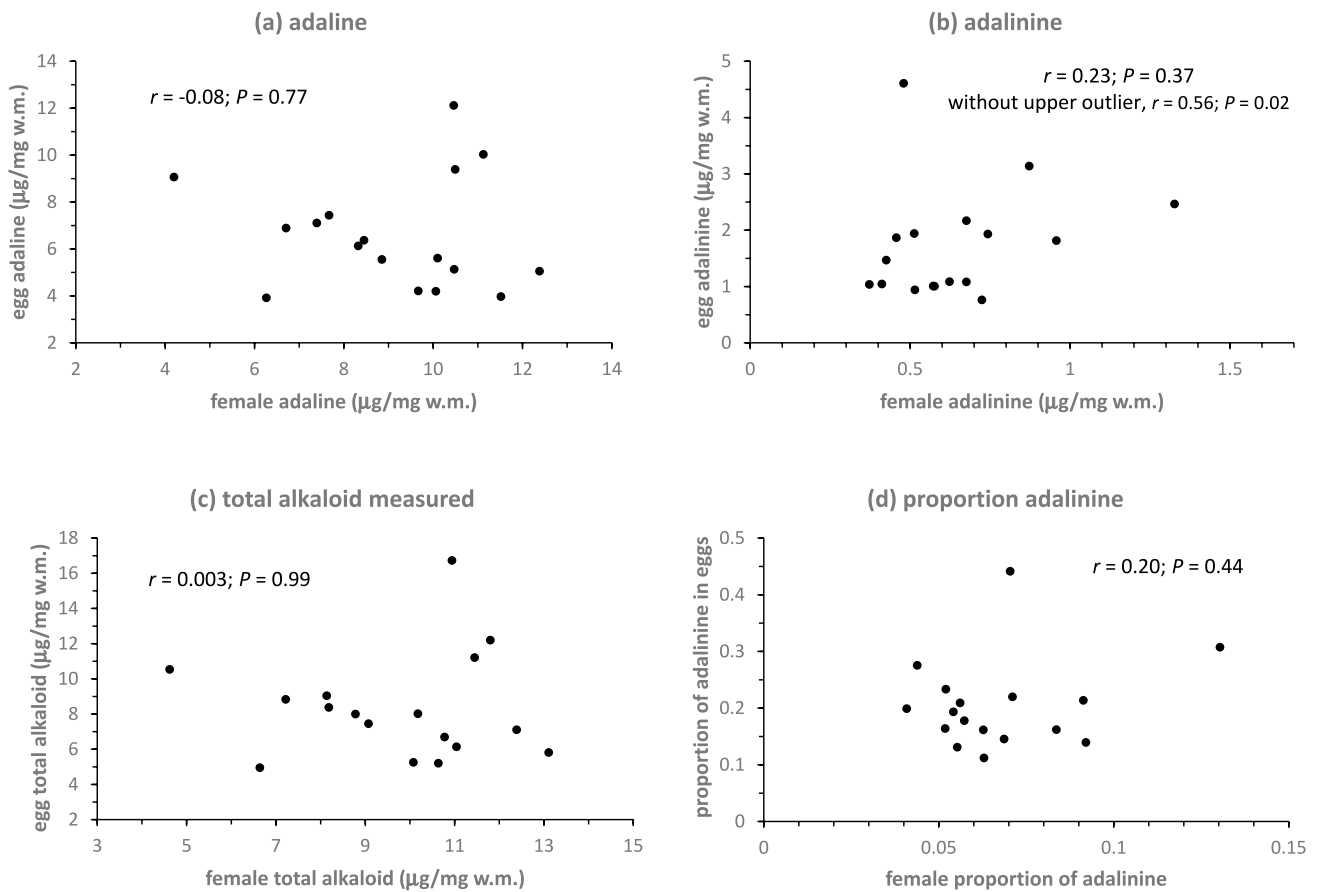 (a) adaline
r = -0.08; P = 0.77
egg adaline (µg/mg w.m.)
14
12
10
8
6
4
2
2 4 6 8 10 12 14
female adaline (µg/mg w.m.)
(b) adalinine
r = 0.23; P = 0.37
without upper outlier, r = 0.56; P = 0.02
egg adalinine (µg/mg w.m.)
5
4
3
2
1
0
0 0.5 1 1.5
female adalinine (µg/mg w.m.)
(c) total alkaloid measured
r = 0.003; P = 0.99
egg total alkaloid (µg/mg w.m.)
18
16
14
12
10
8
6
4
2
3 5 7 9 11 13 15
female total alkaloid (µg/mg w.m.)
(d) proportion adalinine
r = 0.20; P = 0.44
proportion of adalinine in eggs
0.5
0.4
0.3
0.2
0.1
0
0 0.05 0.1 0.15
female proportion of adalinine